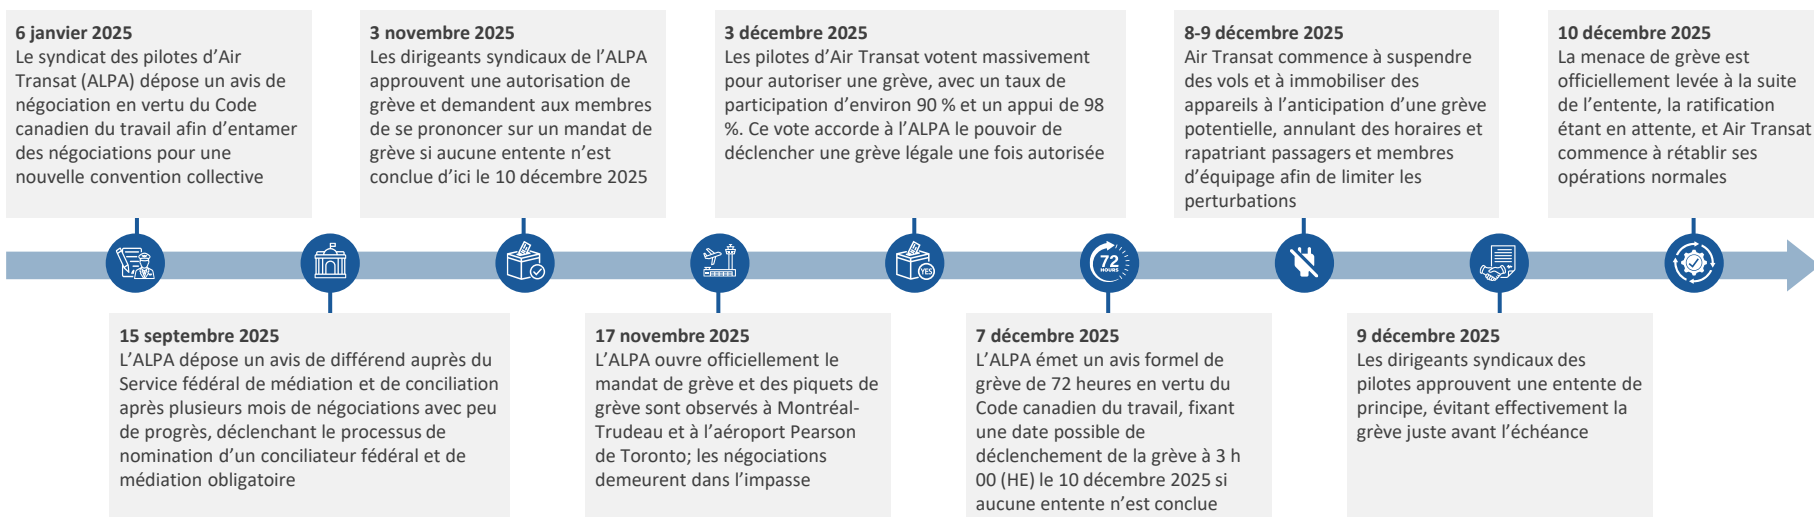 6 janvier 2025
Le syndicat des pilotes d’Air
Transat (ALPA) dépose un avis de
négociation en vertu du Code
canadien du travail afin d’entamer
des négociations pour une
nouvelle convention collective
3 novembre 2025
Les dirigeants syndicaux de l’ALPA
approuvent une autorisation de
grève et demandent aux membres
de se prononcer sur un mandat de
grève si aucune entente n’est
conclue d’ici le 10 décembre 2025
3 décembre 2025
Les pilotes d’Air Transat votent massivement
pour autoriser une grève, avec un taux de
participation d’environ 90 % et un appui de 98
%. Ce vote accorde à l’ALPA le pouvoir de
déclencher une grève légale une fois autorisée
8-9 décembre 2025
Air Transat commence à suspendre
des vols et à immobiliser des
appareils à l’anticipation d’une grève
potentielle, annulant des horaires et
rapatriant passagers et membres
d’équipage afin de limiter les
perturbations
10 décembre 2025
La menace de grève est
officiellement levée à la suite
de l’entente, la ratification
étant en attente, et Air Transat
commence à rétablir ses
opérations normales
YES
72
HOURS
15 septembre 2025
L’ALPA dépose un avis de différend auprès du
Service fédéral de médiation et de conciliation
après plusieurs mois de négociations avec peu
de progrès, déclenchant le processus de
nomination d’un conciliateur fédéral et de
médiation obligatoire
17 novembre 2025
L’ALPA ouvre officiellement le
mandat de grève et des piquets de
grève sont observés à Montréal-
Trudeau et à l’aéroport Pearson
de Toronto; les négociations
demeurent dans l’impasse
7 décembre 2025
L’ALPA émet un avis formel de
grève de 72 heures en vertu du
Code canadien du travail, fixant
une date possible de
déclenchement de la grève à 3 h
00 (HE) le 10 décembre 2025 si
aucune entente n’est conclue
9 décembre 2025
Les dirigeants syndicaux des
pilotes approuvent une entente de
principe, évitant effectivement la
grève juste avant l’échéance